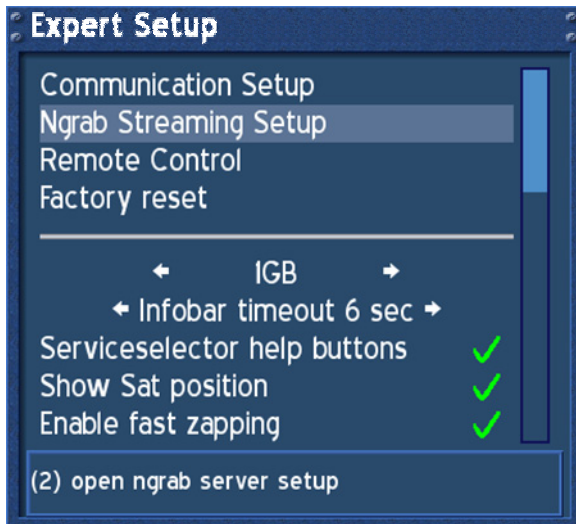 Expert Setup
Communication Setup
Ngrab Streaming Setup
Remote Control
Factory reset
1GB
Infobar timeout 6 sec
Serviceselector help buttons
Show Sat position
Enable fast zapping
(2) open ngrab server setup